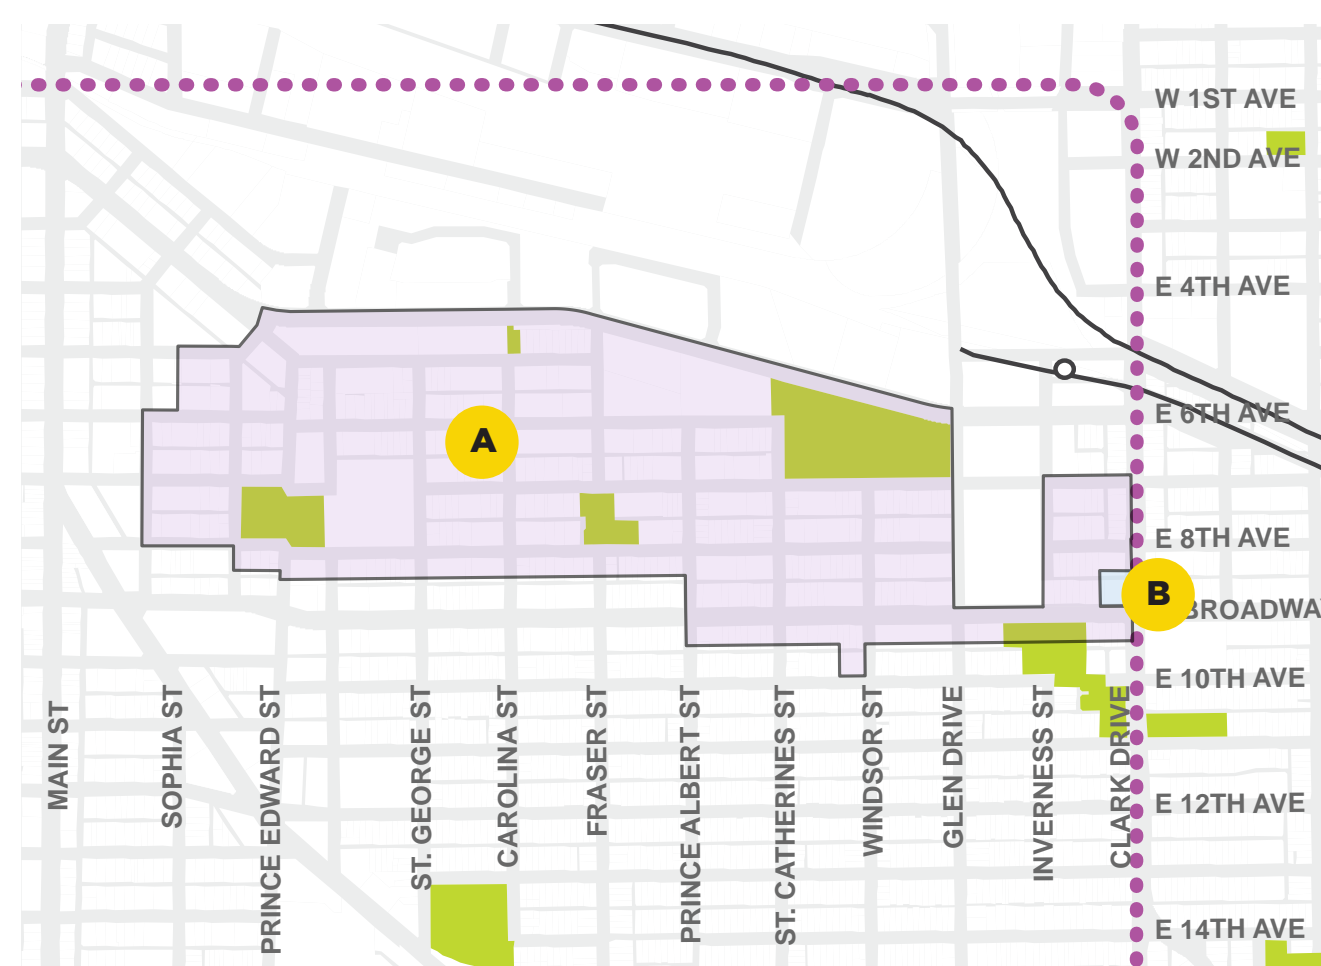 W 1ST AVE
W 2ND AVE
E 4TH AVE
E 6TH AVE
A
E 8TH AVE
B
BROADWA
E 10TH AVE
MAIN ST
SOPHIA ST
PRINCE EDWARD ST
ST. GEORGE ST
CAROLINA ST
FRASER ST
PRINCE ALBERT ST
ST. CATHERINES ST
WINDSOR ST
GLEN DRIVE
INVERNESS ST
CLARK DRIVE
E 12TH AVE
E 14TH AVE